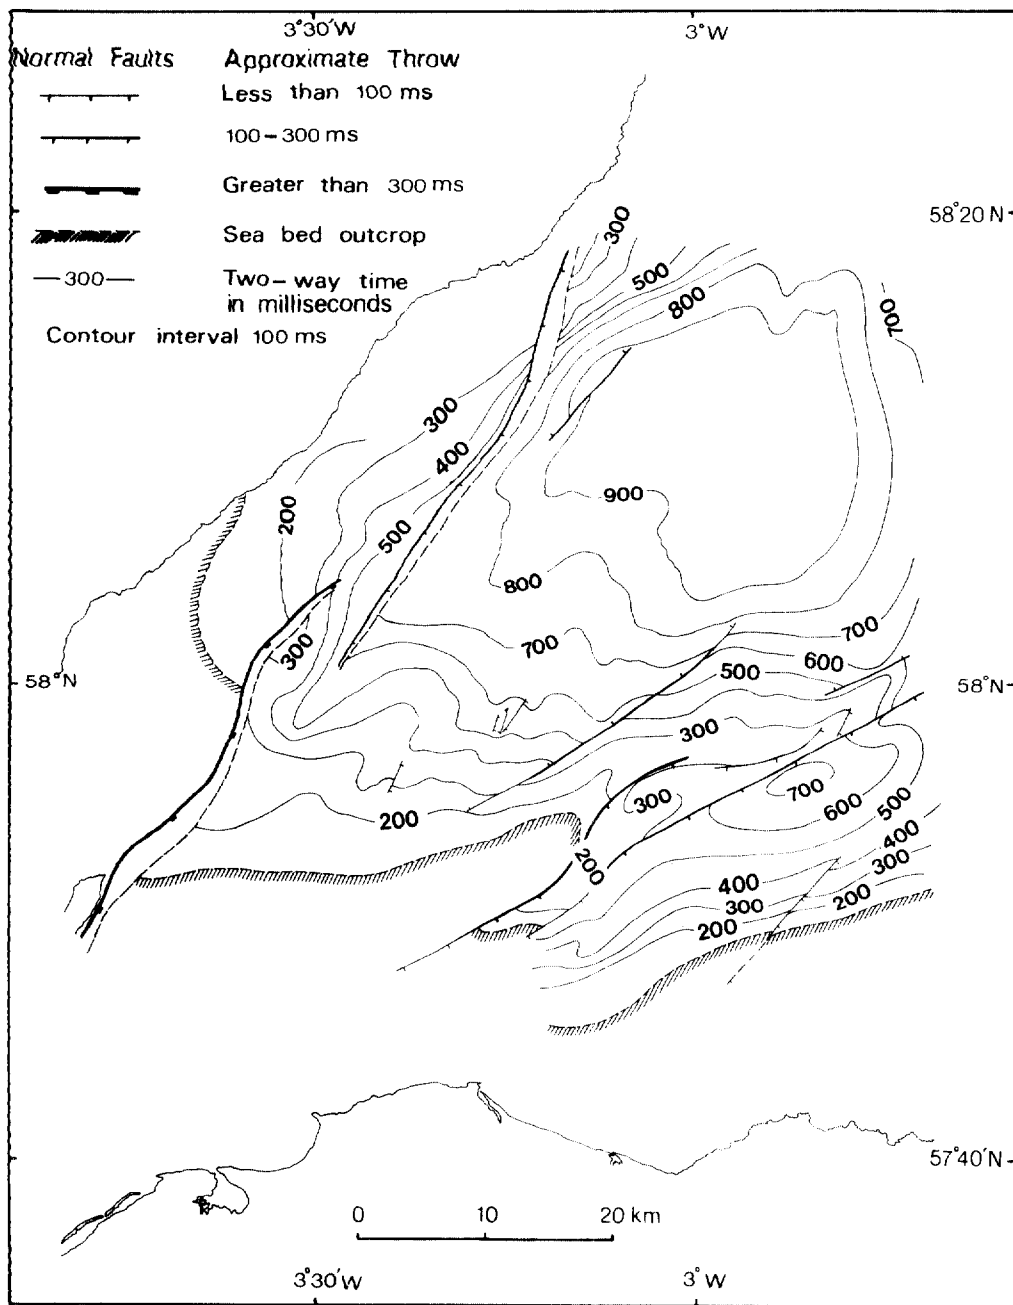 3°30'W 3°W
Normal Faults Approximate Throw
Less than 100 ms
100-300 ms
Greater than 300 ms
Sea bed outcrop
—300— Two-way time
in milliseconds
Contour interval 100 ms
58°20'N
300
500
800
700
300
400
200
500
900
800
700
700
600
300
58°N
500
58°N
300
700
300
600
500
200
200
400
400
300
300
200
200
57°40'N
0 10 20 km
3°30'W 3°W